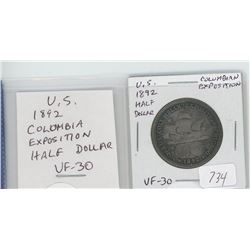 U.S.
1892
COLUMBIA
EXPOSITION
HALF DOLLAR
VF-30
U.S.
1892
HALF
DOLLAR
COLUMBIAN
EXPOSITION
VF-30
734